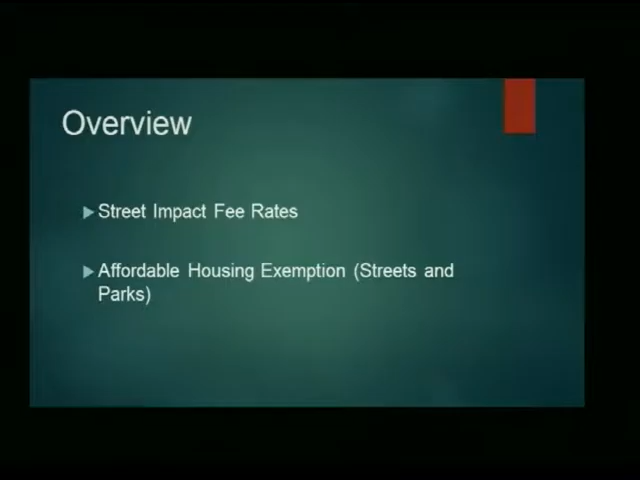 Overview
Street Impact Fee Rates
Affordable Housing Exemption (Streets and
Parks)